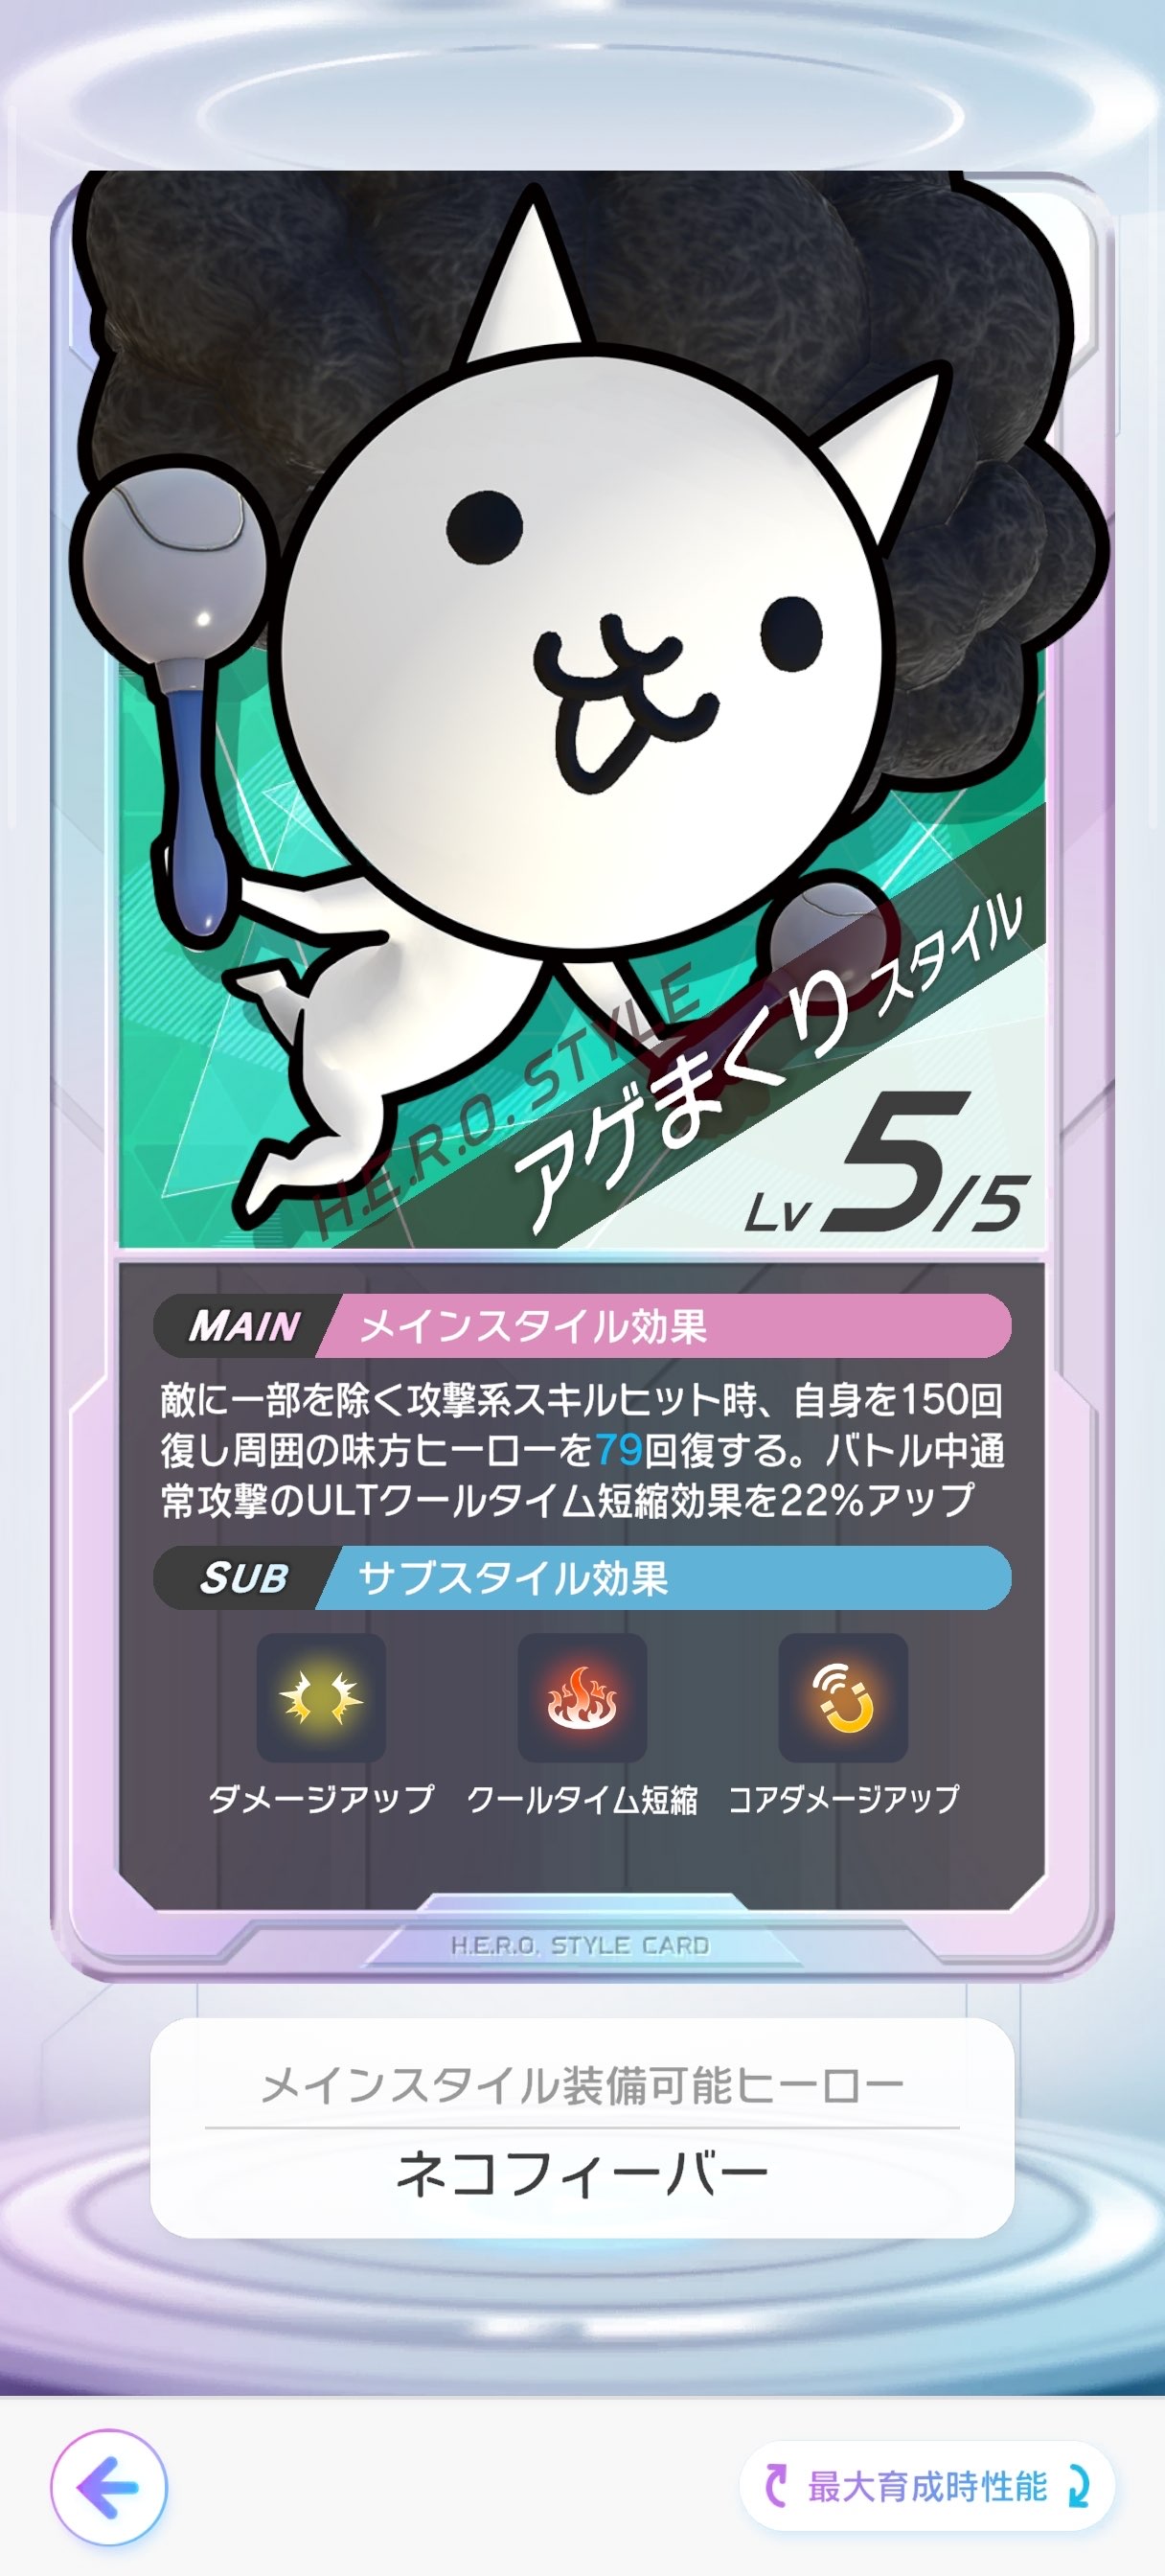 H.E.R.O. STYLE
アゲまくりスタイル
Lv 5/5
MAIN メインスタイル効果
敵に一部を除く攻撃系スキルヒット時、自身を150回
復し周囲の味方ヒーローを79回復する。バトル中通
常攻撃のULTクールタイム短縮効果を22%アップ
SUB サブスタイル効果
ダメージアップ クールタイム短縮 コアダメージアップ
H.E.R.O. STYLE CARD
メインスタイル装備可能ヒーロー
ネコフィーバー
最大育成時性能